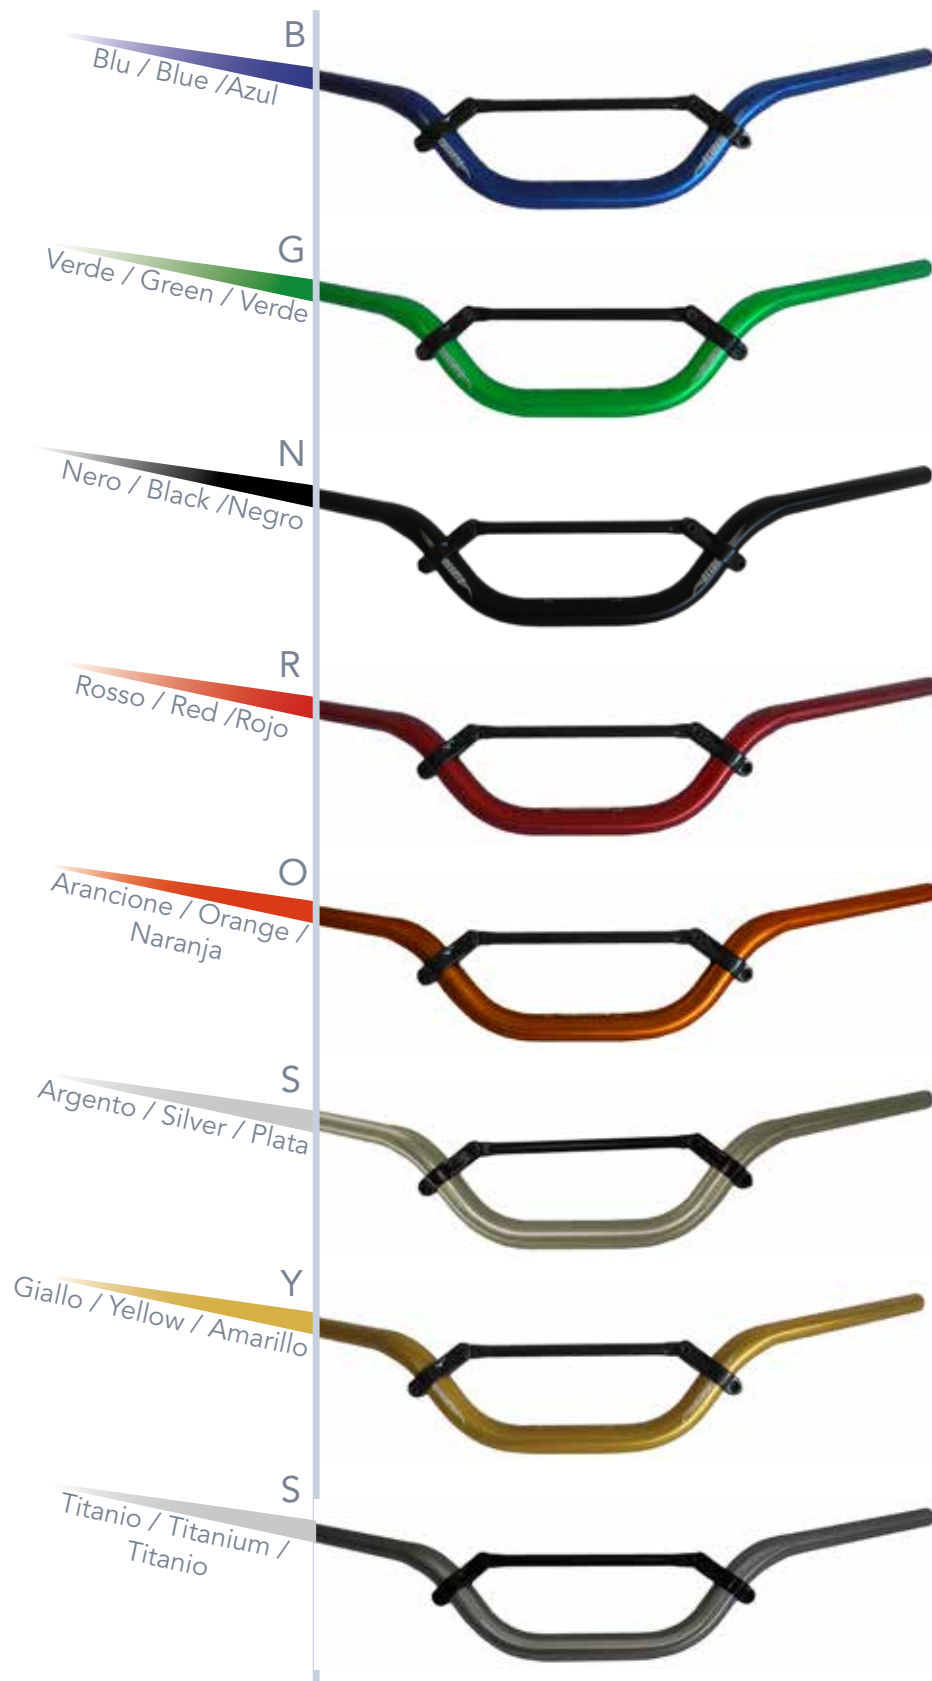 B
Blu / Blue /Azul
G
Verde / Green / Verde
N
Nero / Black /Negro
R
Rosso / Red /Rojo
O
Arancione / Orange /
Naranja
S
Argento / Silver / Plata
Y
Giallo / Yellow / Amarillo
S
Titanio / Titanium /
Titanio